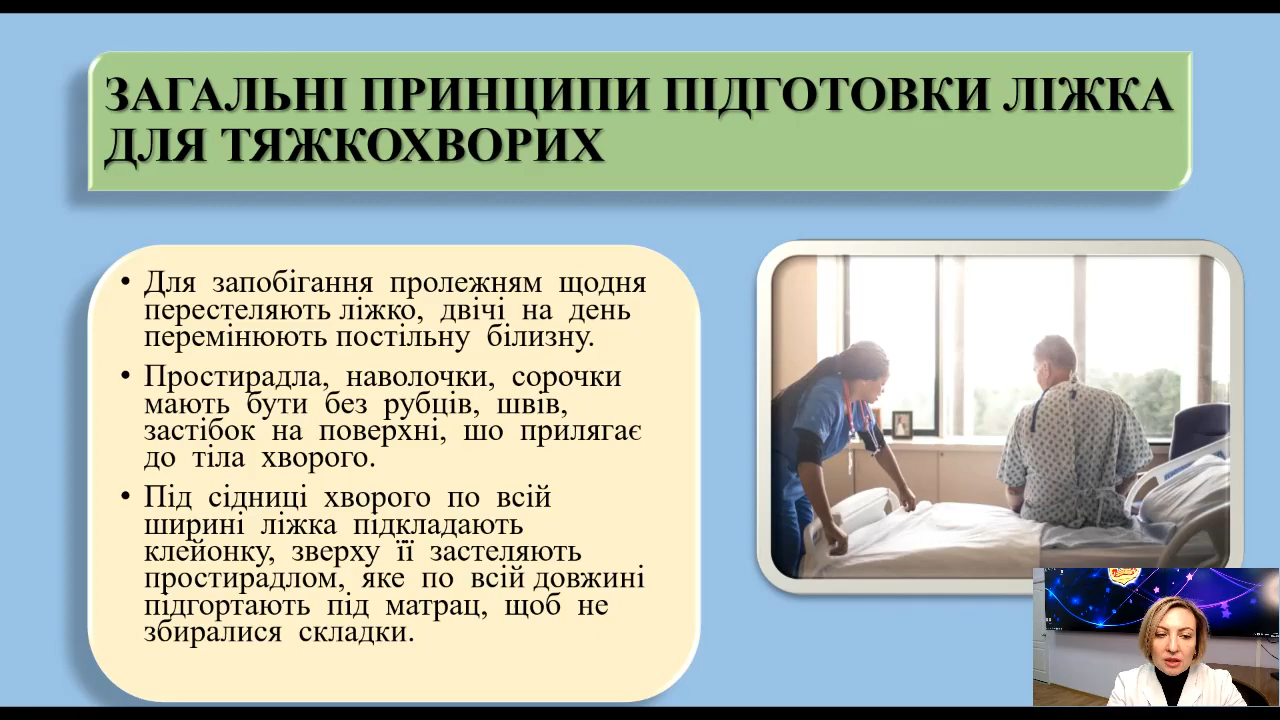 ЗАГАЛЬНІ ПРИНЦИПИ ПІДГОТОВКИ ЛІЖКА
ДЛЯ ТЯЖКОХВОРИХ
• Для запобігання пролежням щодня
перестеляють ліжко, двічі на день
перемінюють постільну білизну.
• Простирадла, наволочки, сорочки
мають бути без рубців, швів,
застібок на поверхні, шо прилягає
до тіла хворого.
• Під сідниці хворого по всій
ширині ліжка підкладають
клейонку, зверху її застеляють
простирадлом, яке по всій довжині
підгортають під матрац, щоб не
збиралися складки.